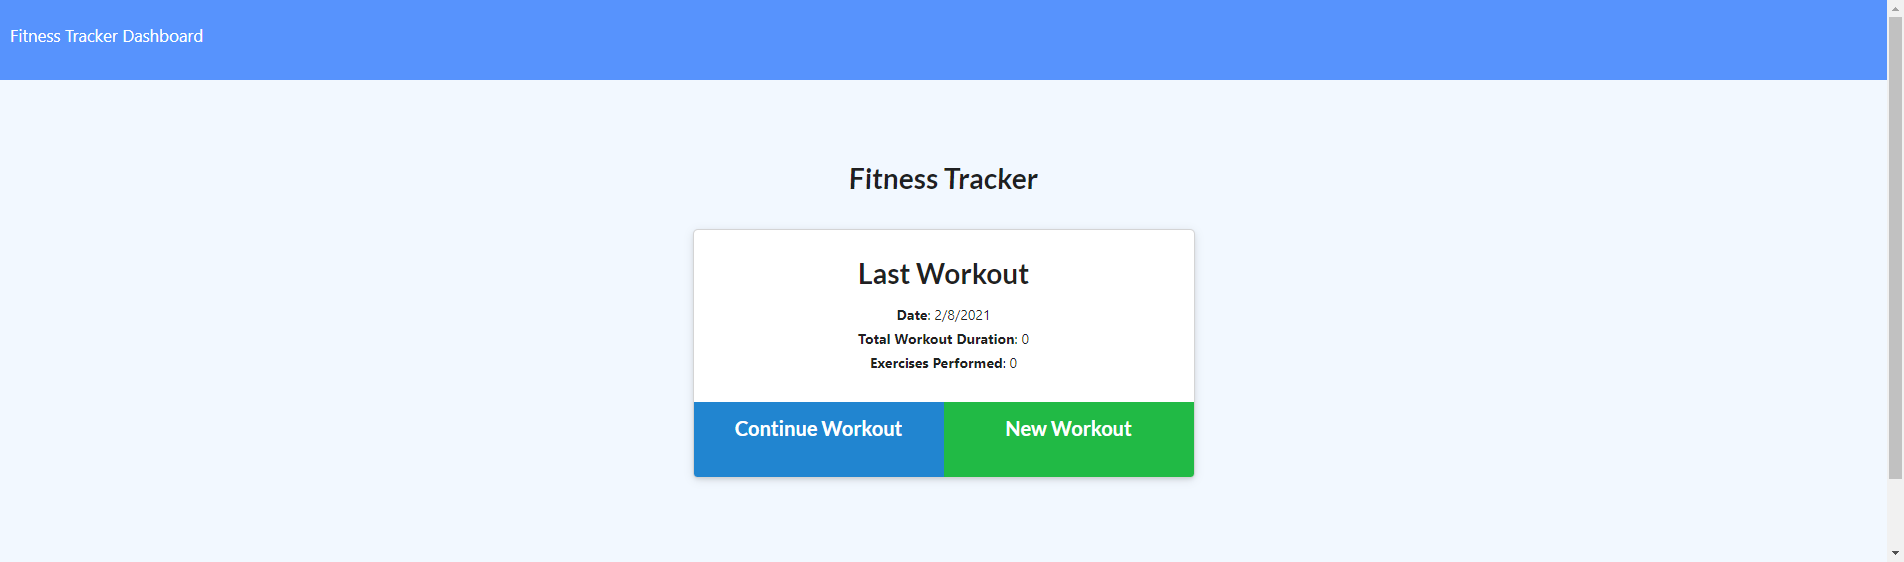 Fitness Tracker Dashboard
Fitness Tracker
Last Workout
Date: 2/8/2021
Total Workout Duration: 0
Exercises Performed: 0
Continue Workout
New Workout